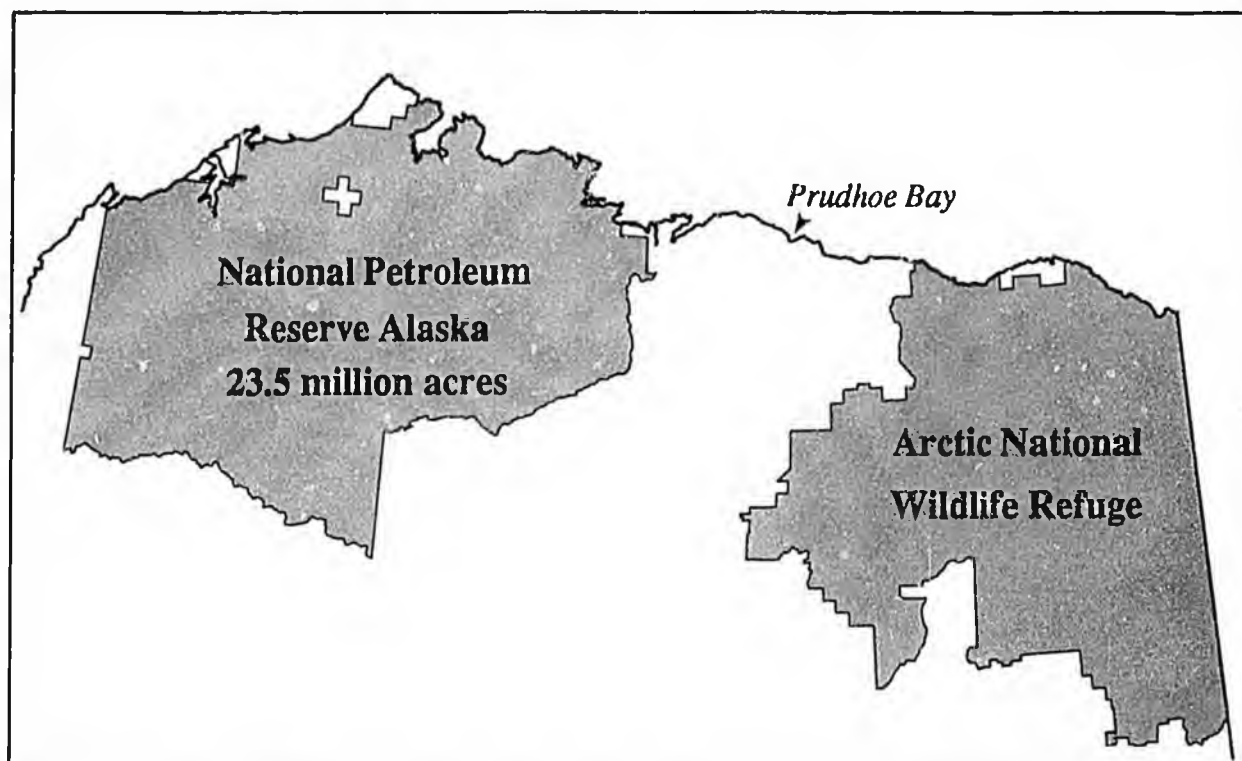 Prudhoe Bay
National Petroleum
Reserve Alaska
23.5 million acres
Arctic National
Wildlife Refuge